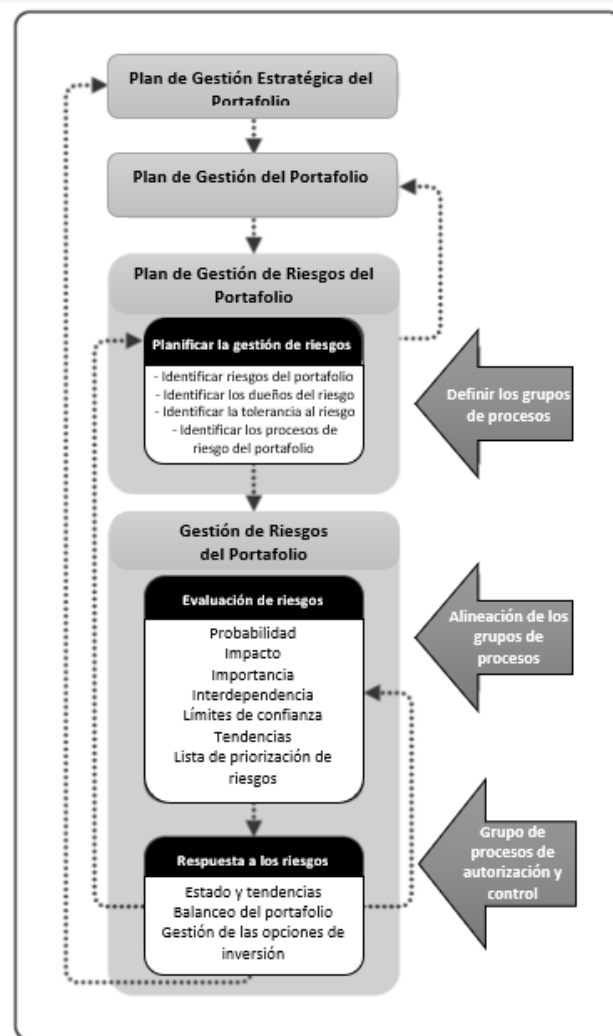 Plan de Gestión Estratégica del
Portafolio
Plan de Gestión del Portafolio
Plan de Gestión de Riesgos del
Portafolio
Planificar la gestión de riesgos
- Identificar riesgos del portafolio
- Identificar los dueños del riesgo
- Identificar la tolerancia al riesgo
- Identificar los procesos de
riesgo del portafolio
Definir los grupos
de procesos
Gestión de Riesgos
del Portafolio
Evaluación de riesgos
Probabilidad
Impacto
Importancia
Interdependencia
Límites de confianza
Tendencias
Lista de priorización de
riesgos
Alineación de los
grupos de
procesos
Respuesta a los riesgos
Estado y tendencias
Balanceo del portafolio
Gestión de las opciones de
inversión
Grupo de
procesos de
autorización y
control